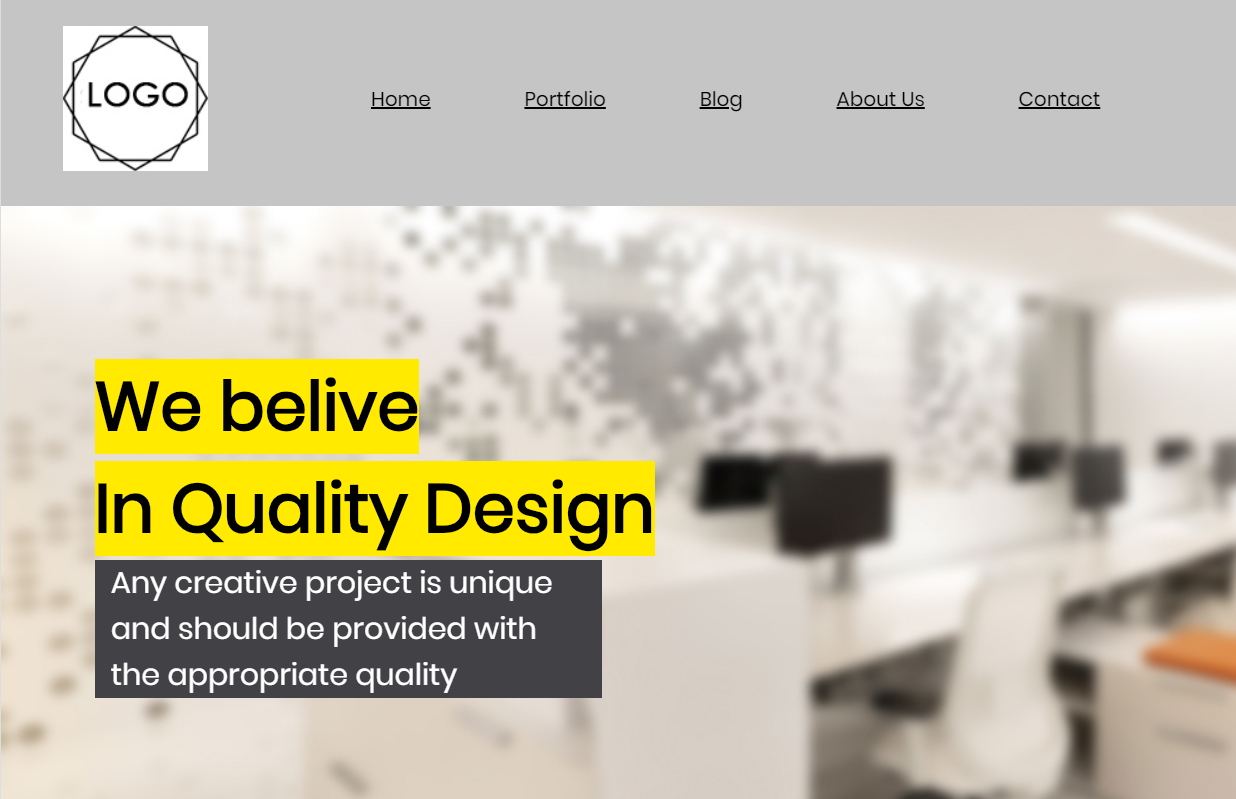 LOGO
Home Portfolio Blog About Us Contact
We belive
In Quality Design
Any creative project is unique
and should be provided with
the appropriate quality